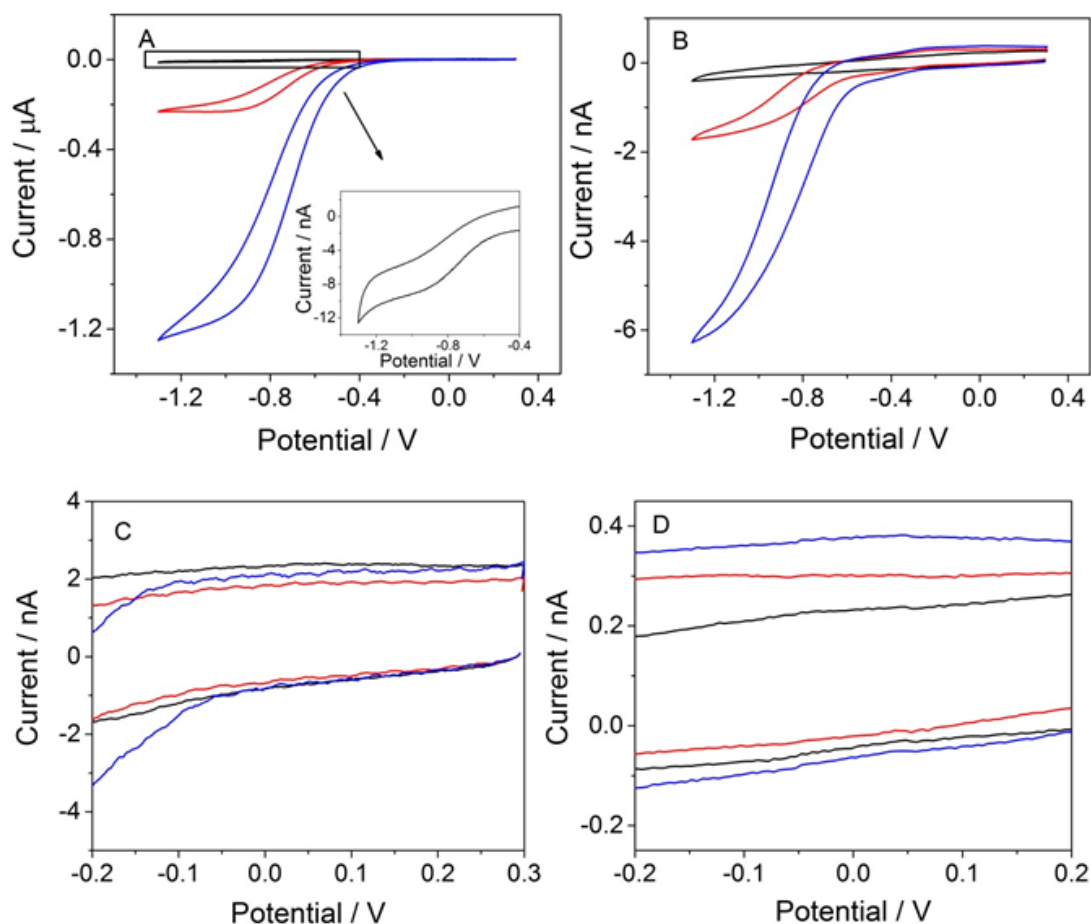 A
0.0
-0.4
-0.8
-1.2
Current / μA
-1.2 -0.8 -0.4 0.0 0.4
Potential / V
0
-4
-8
-12
Current / nA
-1.2 -0.8 -0.4
Potential / V
B
0
-2
-4
-6
Current / nA
-1.2 -0.8 -0.4 0.0 0.4
Potential / V
C
4
2
0
-2
-4
Current / nA
-0.2 -0.1 0.0 0.1 0.2 0.3
Potential / V
D
0.4
0.2
0.0
-0.2
Current / nA
-0.2 -0.1 0.0 0.1 0.2
Potential / V